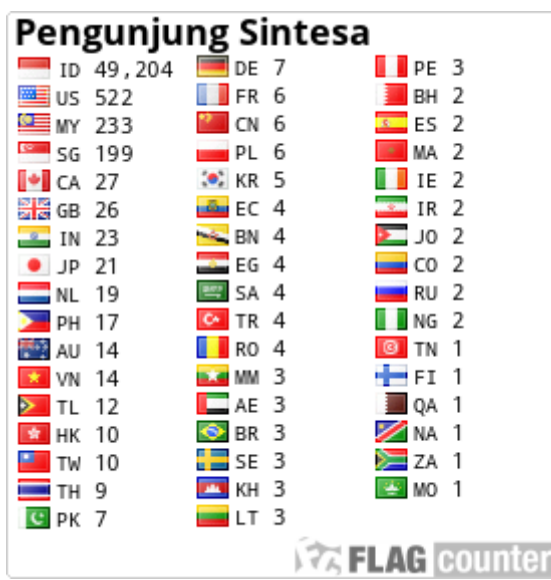 Pengunjung Sintesa
ID 49,204
US 522
MY 233
SG 199
CA 27
GB 26
IN 23
JP 21
NL 19
PH 17
AU 14
VN 14
TL 12
HK 10
TW 10
TH 9
PK 7
DE 7
FR 6
CN 6
PL 6
KR 5
EC 4
BN 4
EG 4
SA 4
TR 4
RO 4
MM 3
AE 3
BR 3
SE 3
KH 3
LT 3
PE 3
BH 2
ES 2
MA 2
IE 2
IR 2
JO 2
CO 2
RU 2
NG 2
TN 1
FI 1
QA 1
NA 1
ZA 1
MO 1
FLAG counter